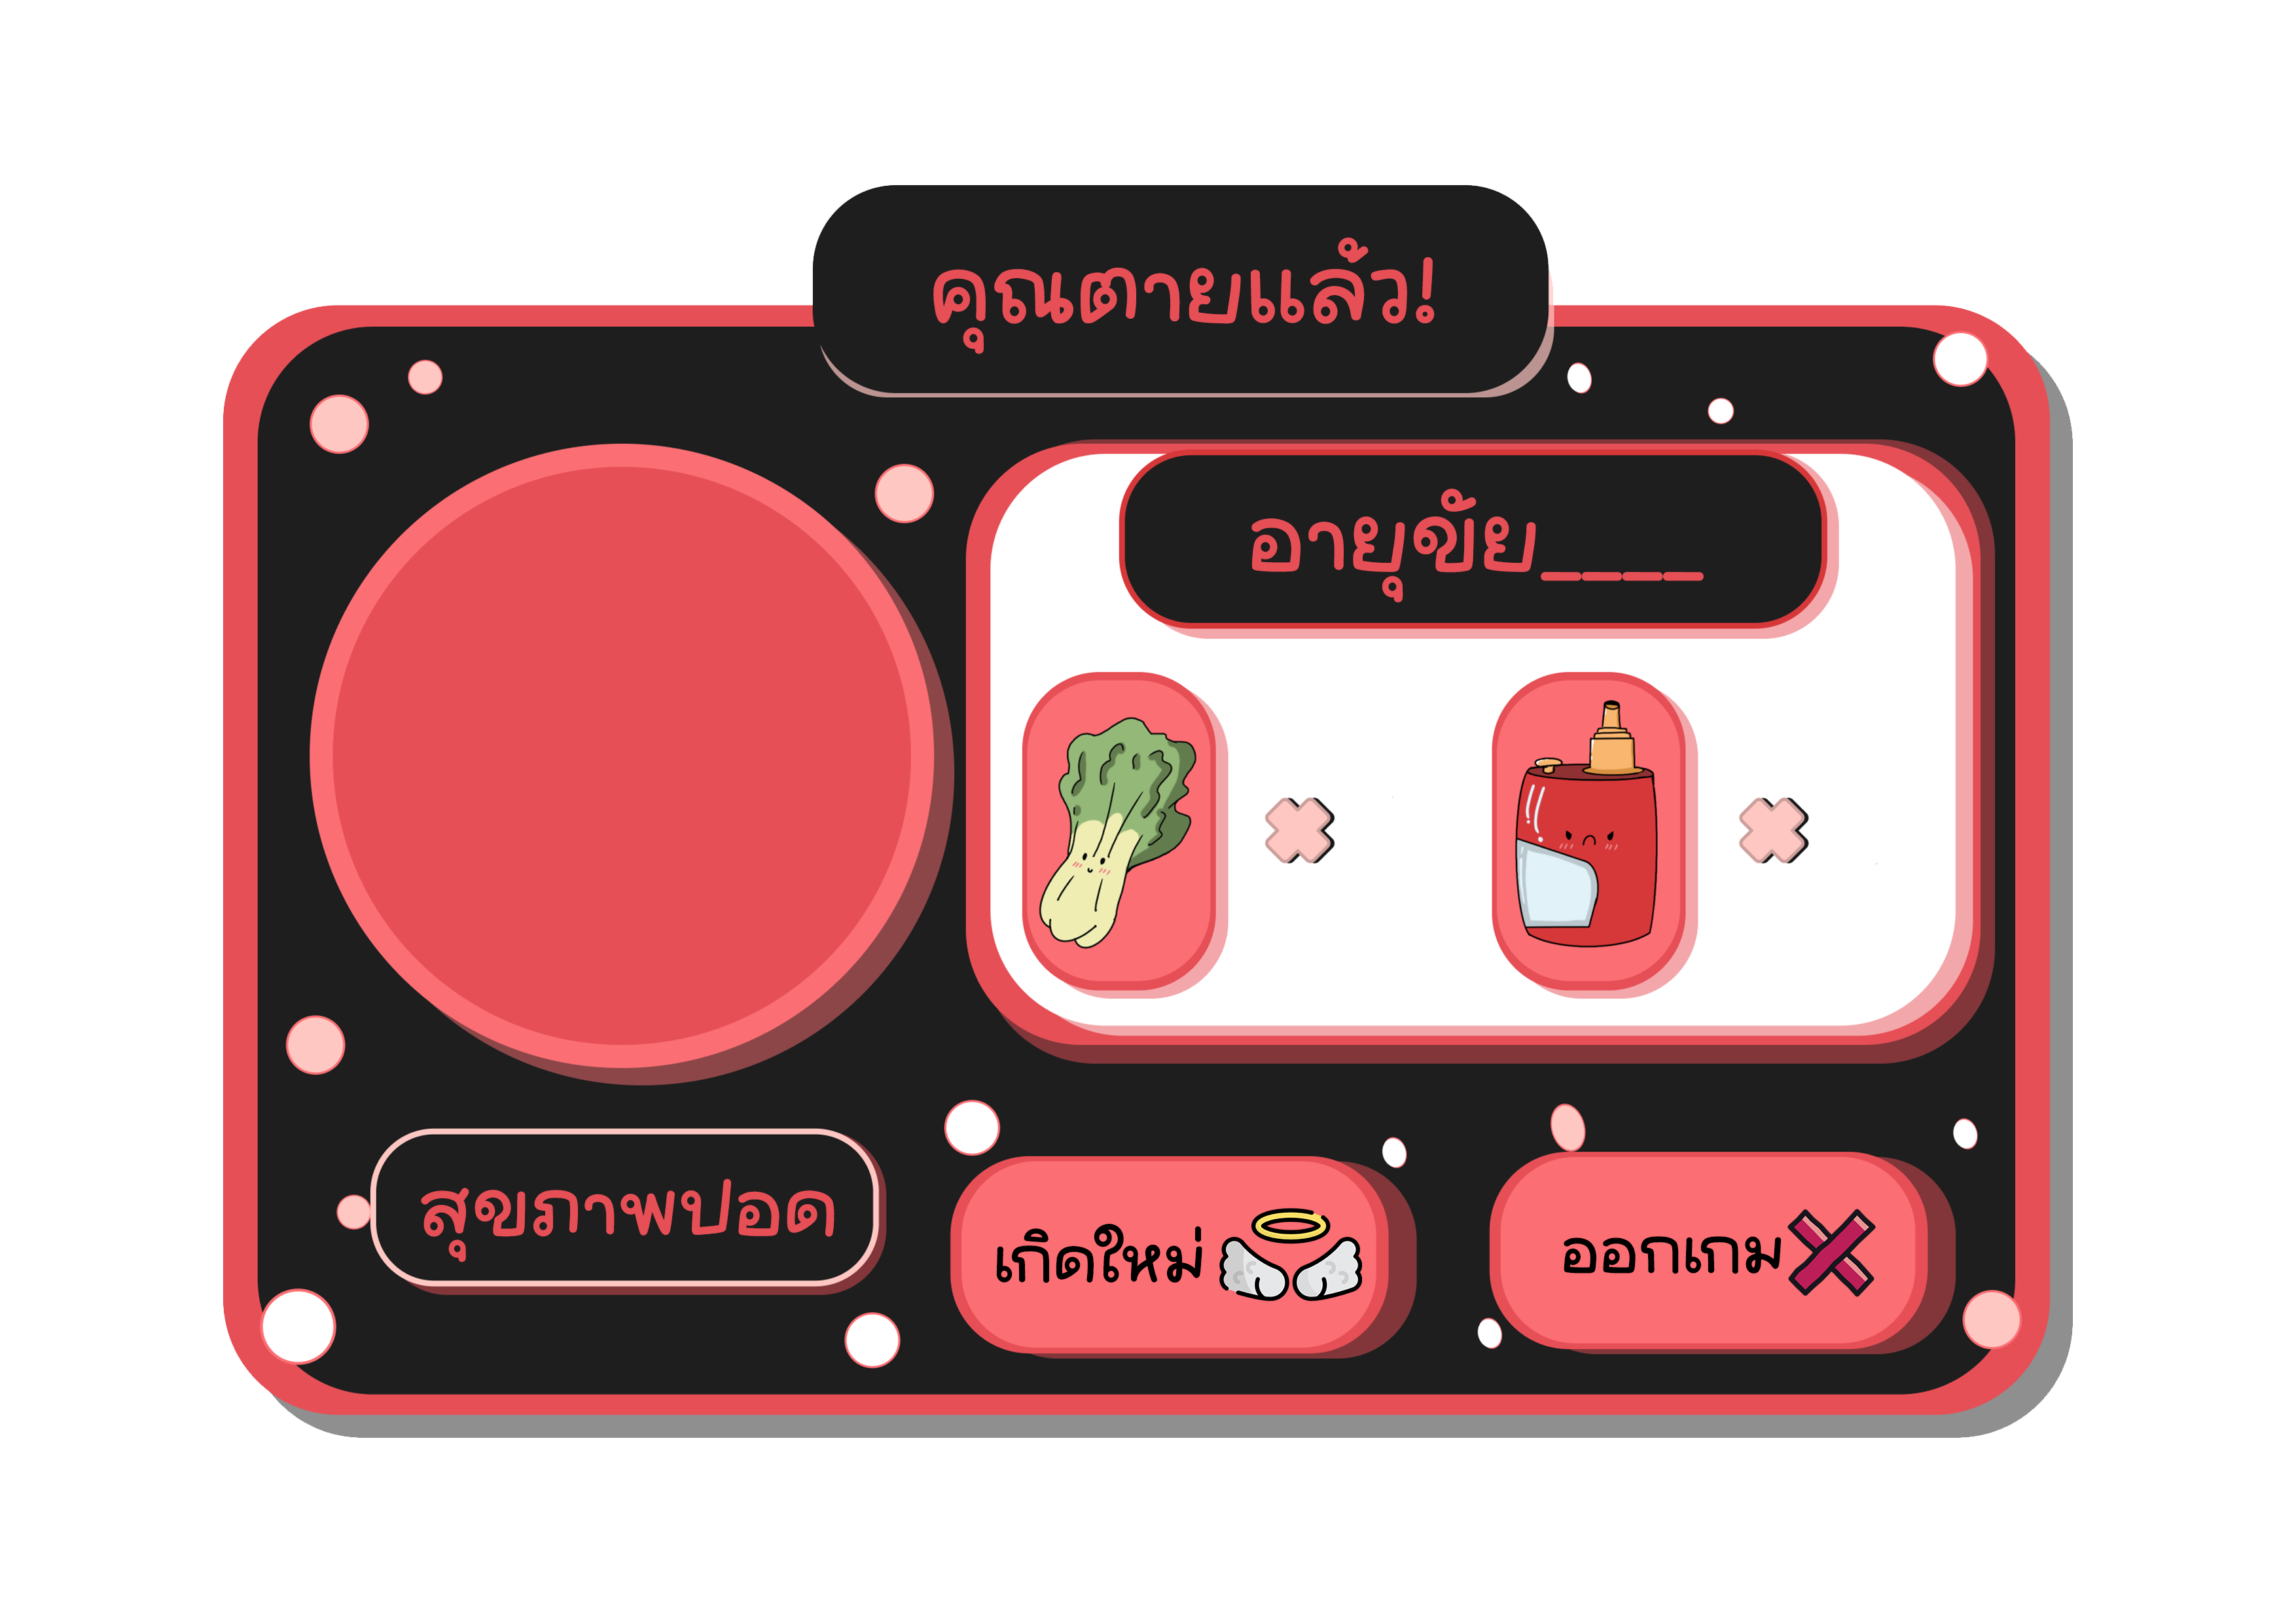 คุณตายแล้ว!
อายุขัย____
สุขภาพปอด
เกิดใหม่
ออกเกม